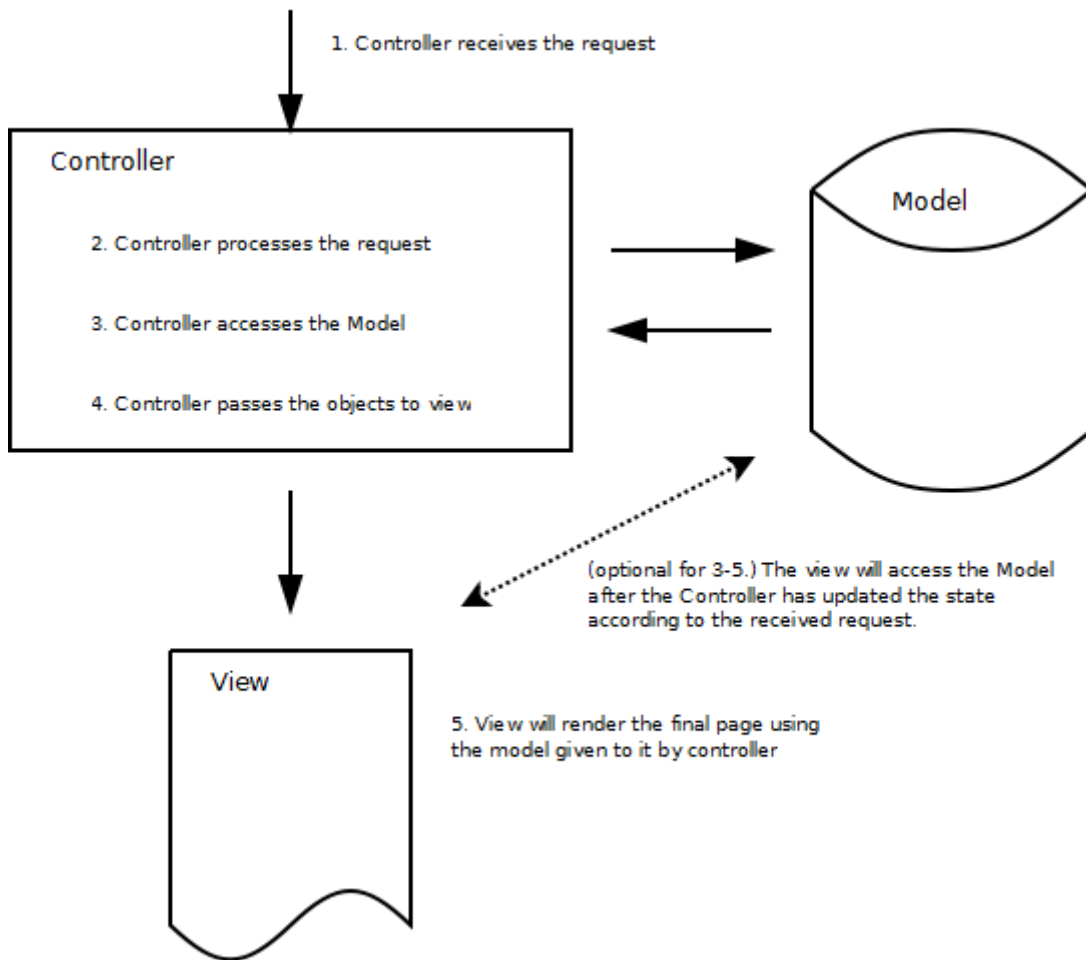 1. Controller receives the request
Controller
2. Controller processes the request
3. Controller accesses the Model
4. Controller passes the objects to view
Model
(optional for 3-5.) The view will access the Model
after the Controller has updated the state
according to the received request.
View
5. View will render the final page using
the model given to it by controller